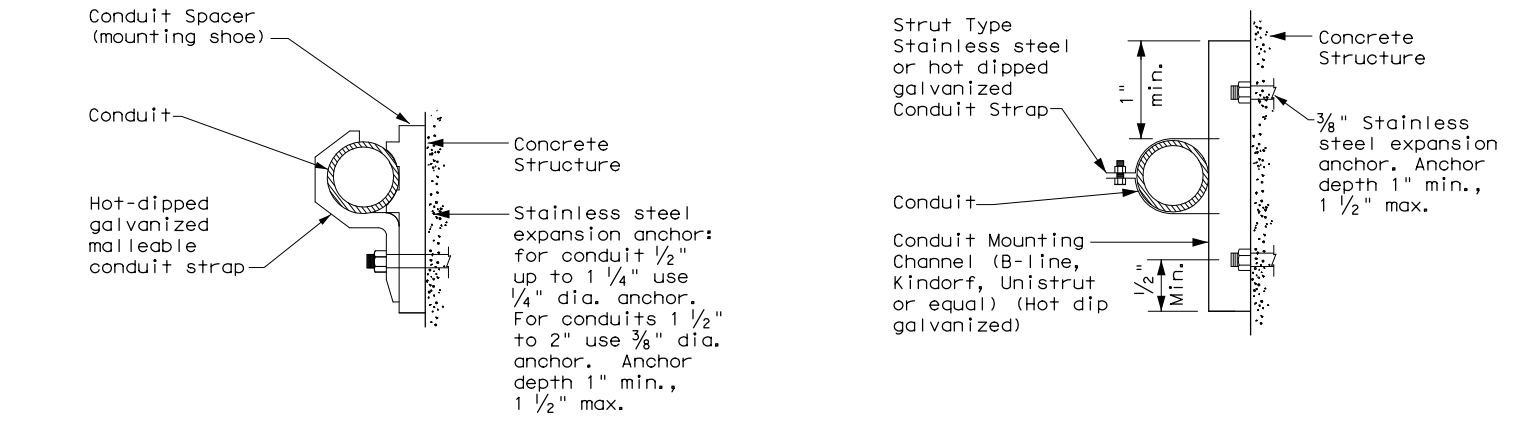 Conduit Spacer
(mounting shoe)
Conduit
Hot-dipped
galvanized
malleable
conduit strap
Concrete
Structure
Stainless steel
expansion anchor:
for conduit 1/2"
up to 1 1/4" use
1/4" dia. anchor.
For conduits 1 1/2"
to 2" use 3/8" dia.
anchor. Anchor
depth 1" min.,
1 1/2" max.
Strut Type
Stainless steel
or hot dipped
galvanized
Conduit Strap
Conduit
Conduit Mounting
Channel (B-line,
Kindorf, Unistrut
or equal) (Hot dip
galvanized)
1"
min.
1/2"
Min.
Concrete
Structure
3/8" Stainless
steel expansion
anchor. Anchor
depth 1" min.,
1 1/2" max.